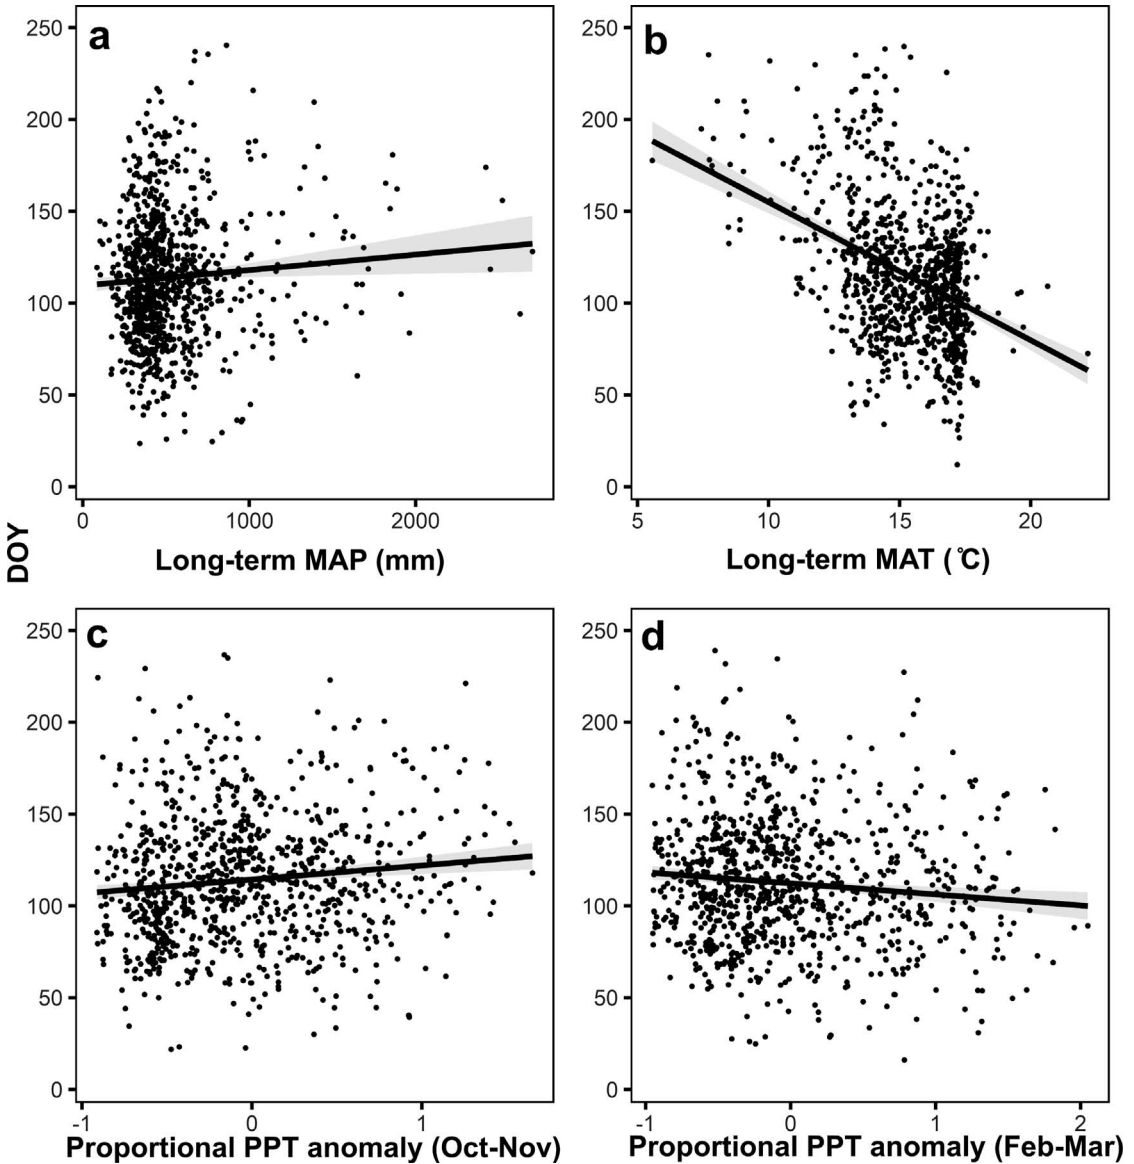 a
250
200
150
100
50
0
0 1000 2000
Long-term MAP (mm)
b
250
200
150
100
50
0
5 10 15 20
Long-term MAT (°C)
DOY
c
250
200
150
100
50
0
-1 0 1
Proportional PPT anomaly (Oct-Nov)
d
250
200
150
100
50
0
-1 0 1 2
Proportional PPT anomaly (Feb-Mar)